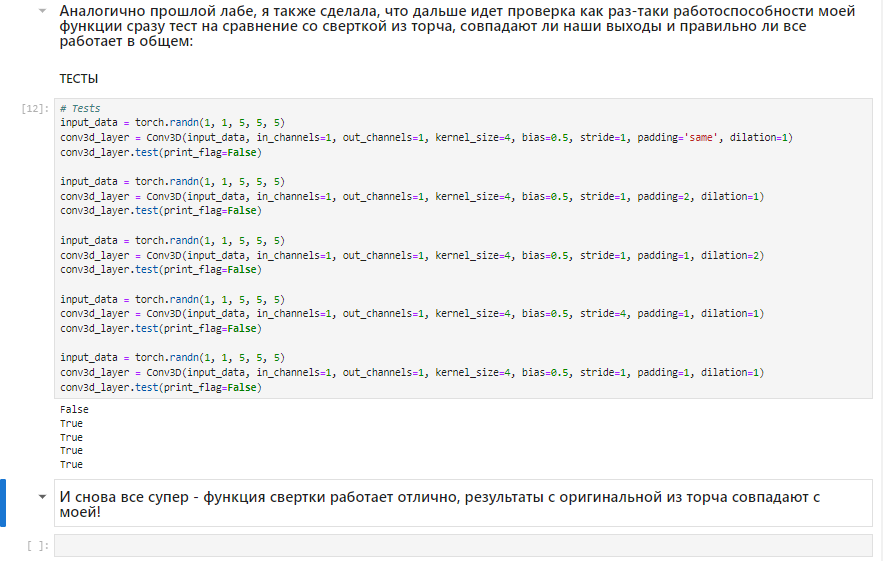 Аналогично прошлой лабе, я также сделала, что дальше идет проверка как раз-таки работоспособности моей
функции сразу тест на сравнение со сверткой из торча, совпадают ли наши выходы и правильно ли все
работает в общем:
ТЕСТЫ
[12]: # Tests
input_data = torch.randn(1, 1, 5, 5, 5)
conv3d_layer = Conv3D(input_data, in_channels=1, out_channels=1, kernel_size=4, bias=0.5, stride=1, padding='same', dilation=1)
conv3d_layer.test(print_flag=False)
input_data = torch.randn(1, 1, 5, 5, 5)
conv3d_layer = Conv3D(input_data, in_channels=1, out_channels=1, kernel_size=4, bias=0.5, stride=1, padding=2, dilation=1)
conv3d_layer.test(print_flag=False)
input_data = torch.randn(1, 1, 5, 5, 5)
conv3d_layer = Conv3D(input_data, in_channels=1, out_channels=1, kernel_size=4, bias=0.5, stride=1, padding=1, dilation=2)
conv3d_layer.test(print_flag=False)
input_data = torch.randn(1, 1, 5, 5, 5)
conv3d_layer = Conv3D(input_data, in_channels=1, out_channels=1, kernel_size=4, bias=0.5, stride=4, padding=1, dilation=1)
conv3d_layer.test(print_flag=False)
input_data = torch.randn(1, 1, 5, 5, 5)
conv3d_layer = Conv3D(input_data, in_channels=1, out_channels=1, kernel_size=4, bias=0.5, stride=1, padding=1, dilation=1)
conv3d_layer.test(print_flag=False)
False
True
True
True
True
И снова все супер - функция свертки работает отлично, результаты с оригинальной из торча совпадают с
моей!
[ ]: